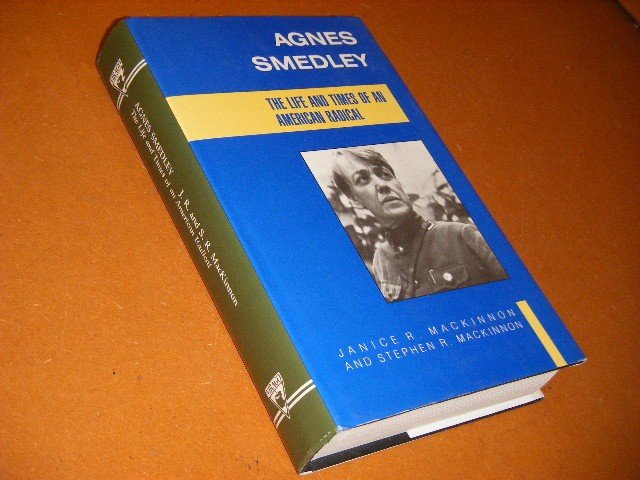 AGNES
SMEDLEY
THE LIFE AND TIMES OF AN
AMERICAN RADICAL
JANICE R. MACKINNON
AND STEPHEN R. MACKINNON
AGNES SMEDLEY J. R. and S. R. MacKinnon
The Life and Times of an American Radical
VIRAGO